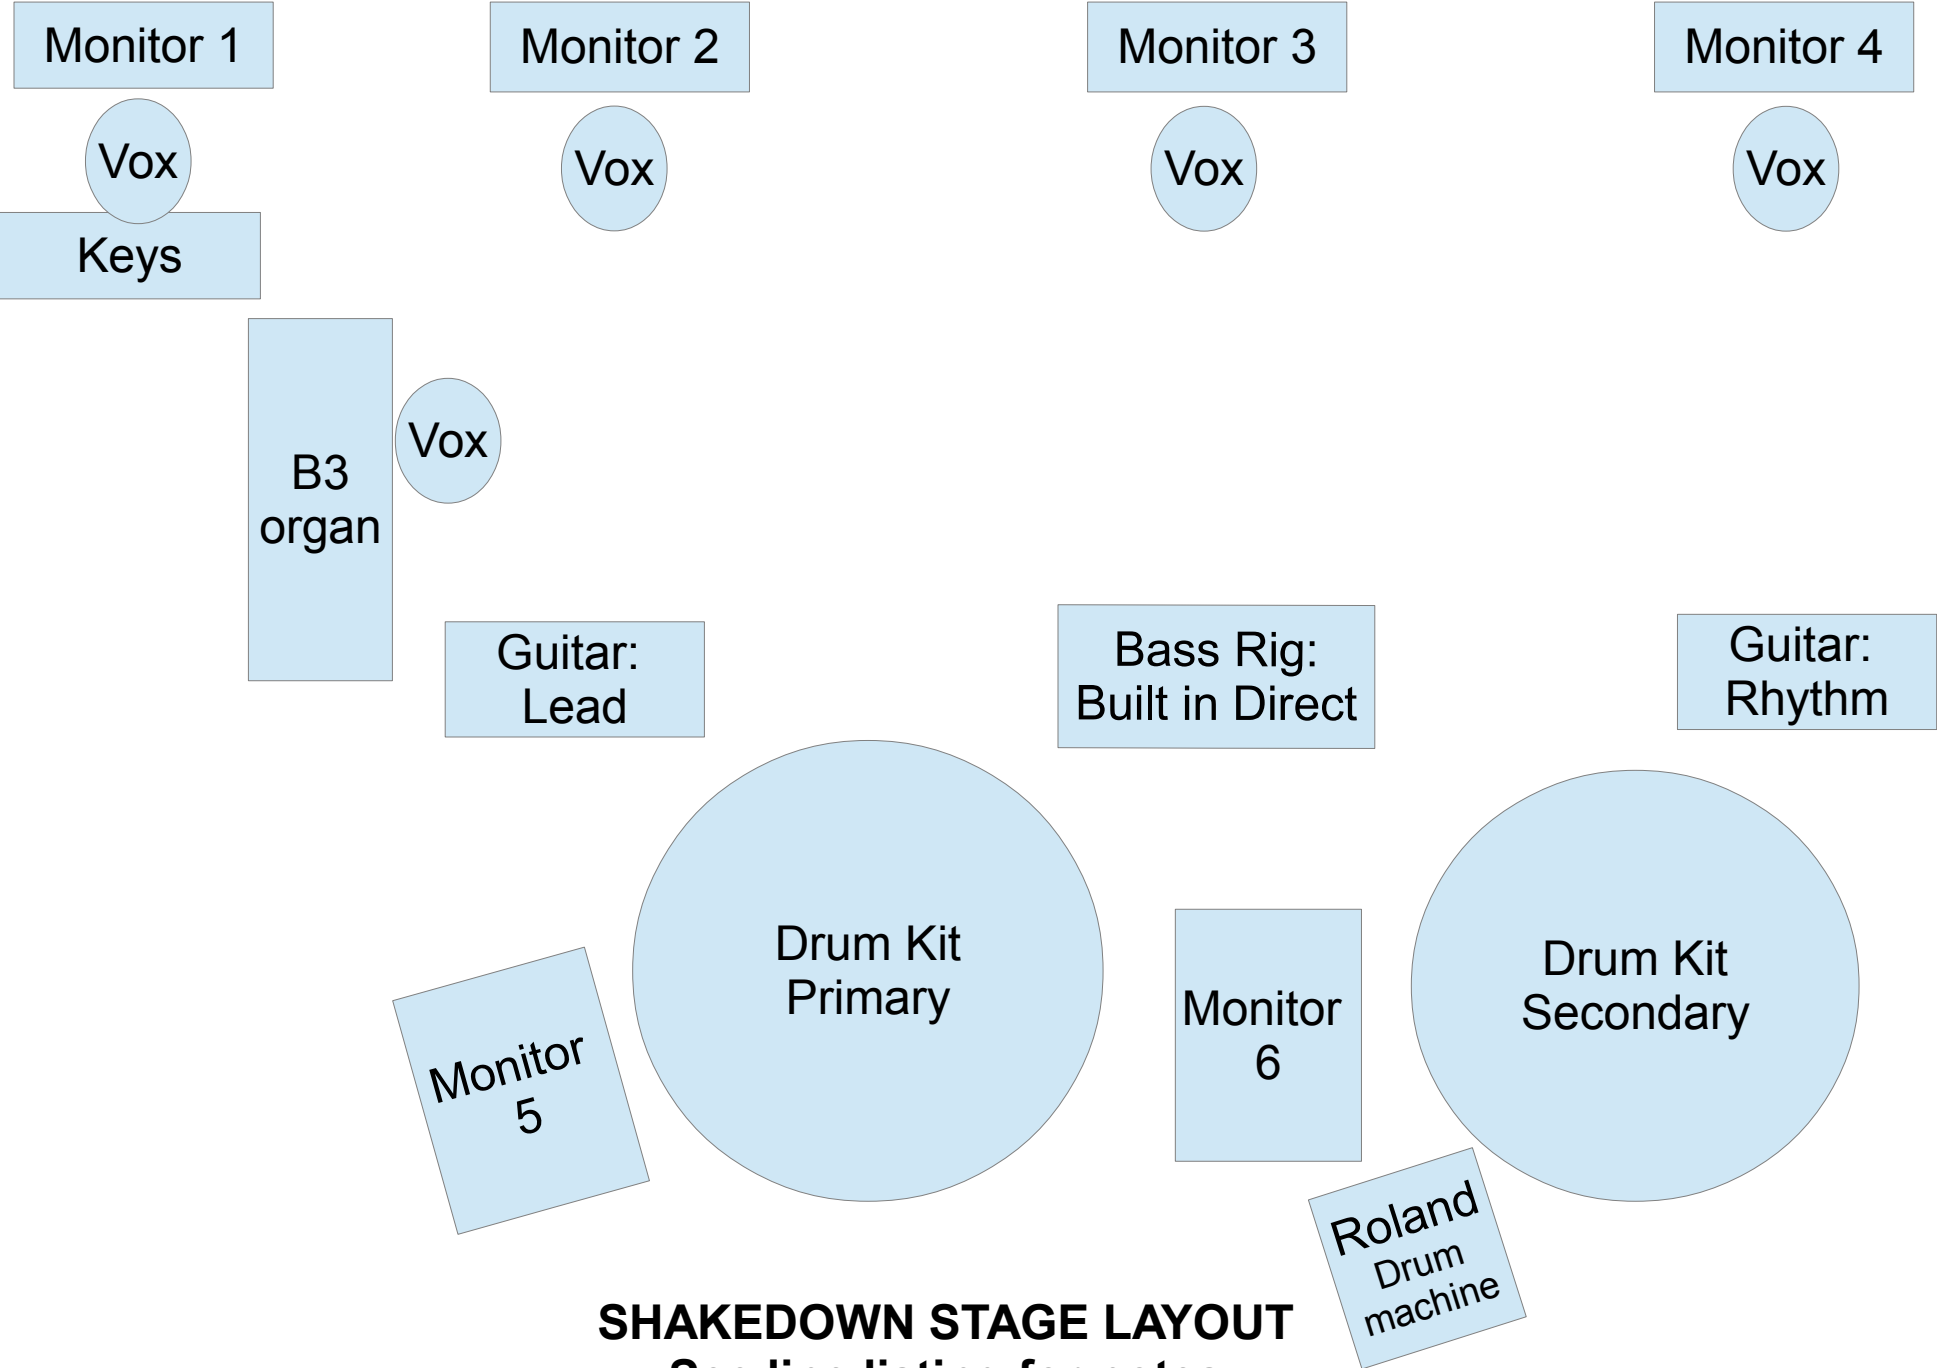 Monitor 1
Monitor 2
Monitor 3
Monitor 4
Vox
Vox
Vox
Vox
Keys
B3
organ
Vox
Guitar:
Lead
Bass Rig:
Built in Direct
Guitar:
Rhythm
Drum Kit
Primary
Monitor
5
Monitor
6
Drum Kit
Secondary
Roland
Drum
machine
SHAKEDOWN STAGE LAYOUT